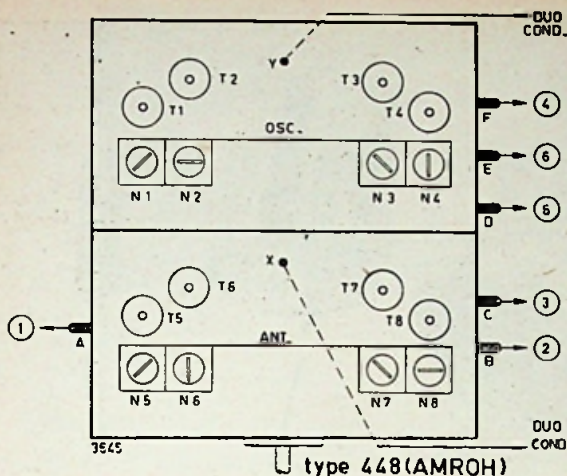 DUO
COND.
Y
T2
T3
T1
T4
F
4
OSC.
E
6
N1 N2
N3 N4
D
5
X
T6
T7
T5
T8
C
3
1
A
ANT.
B
2
N5 N6
N7 N8
DUO
COND.
3545
type 448 (AMROH)